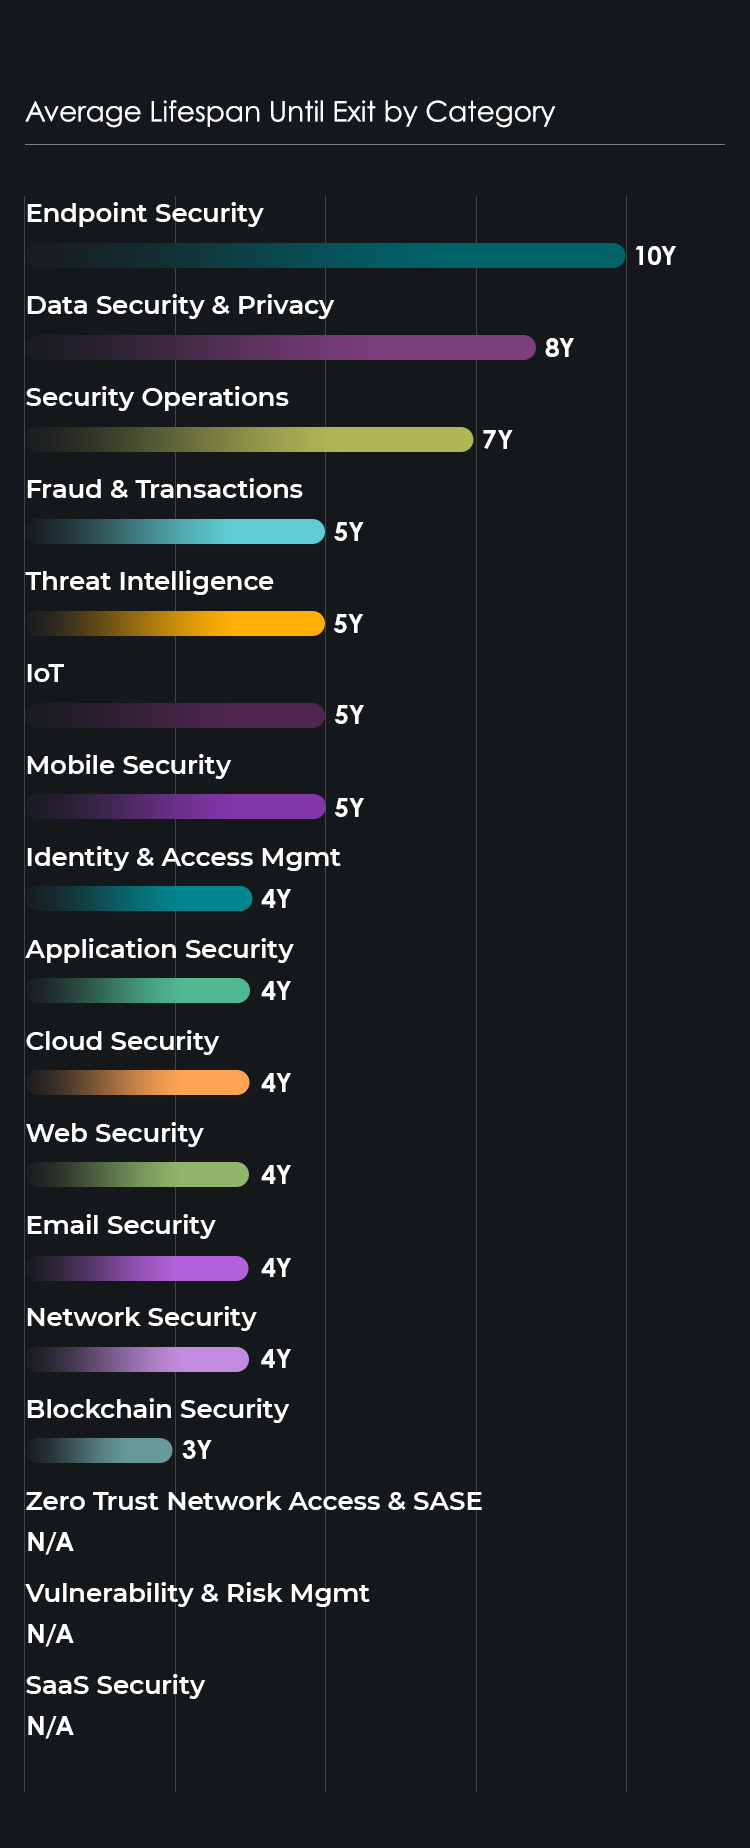 Average Lifespan Until Exit by Category
Endpoint Security
10Y
Data Security & Privacy
8Y
Security Operations
7Y
Fraud & Transactions
5Y
Threat Intelligence
5Y
IoT
5Y
Mobile Security
5Y
Identity & Access Mgmt
4Y
Application Security
4Y
Cloud Security
4Y
Web Security
4Y
Email Security
4Y
Network Security
4Y
Blockchain Security
3Y
Zero Trust Network Access & SASE
N/A
Vulnerability & Risk Mgmt
N/A
SaaS Security
N/A